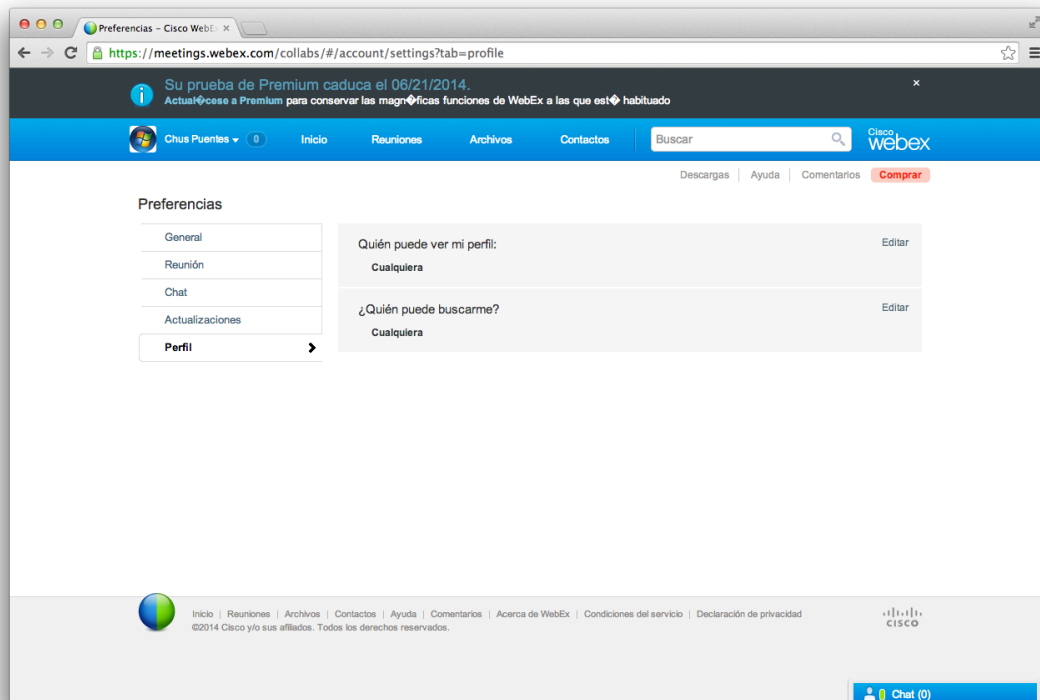 Preferencias – Cisco WebEx
https://meetings.webex.com/collabs/#/account/settings?tab=profile
Su prueba de Premium caduca el 06/21/2014.
Actual�cese a Premium para conservar las magn�ficas funciones de WebEx a las que est� habituado
Chus Puentes 0 Inicio Reuniones Archivos Contactos Buscar Cisco webex
Descargas Ayuda Comentarios Comprar
Preferencias
General
Reunión
Chat
Actualizaciones
Perfil
Quién puede ver mi perfil: Editar
Cualquiera
¿Quién puede buscarme? Editar
Cualquiera
Inicio | Reuniones | Archivos | Contactos | Ayuda | Comentarios | Acerca de WebEx | Condiciones del servicio | Declaración de privacidad
©2014 Cisco y/o sus afiliados. Todos los derechos reservados.
CISCO
Chat (0)